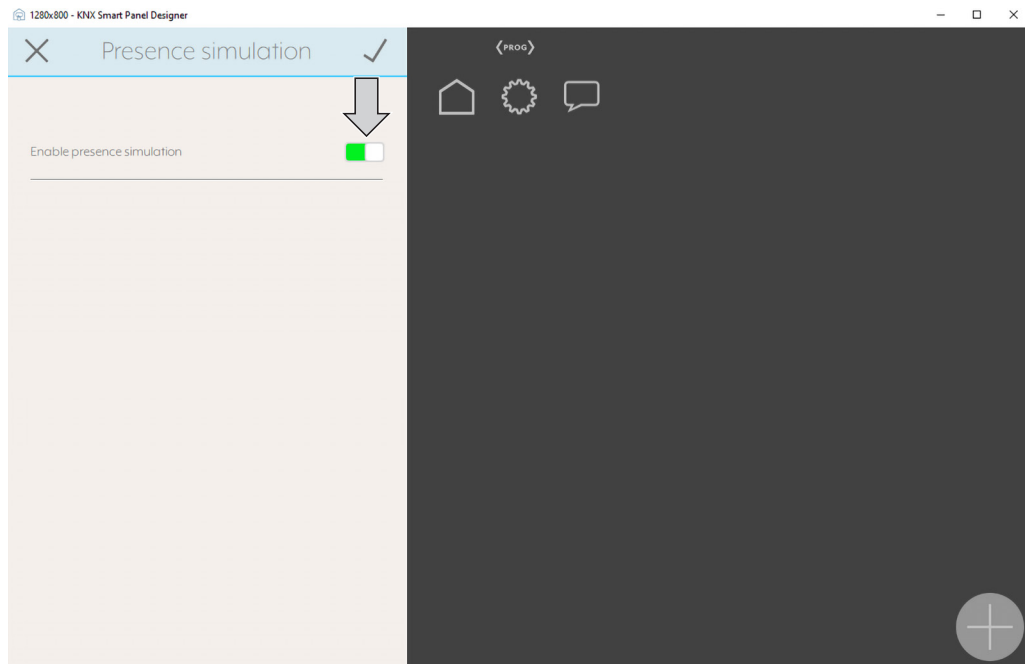 1280x800 - KNX Smart Panel Designer
Presence simulation
PROG
Enable presence simulation